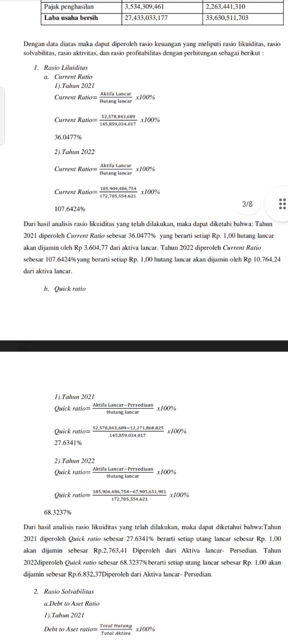 Pajak penghasilan 3,534,309,461 2,263,441,310
Laba usaha bersih 27,433,033,177 33,630,511,703
Dengan data diatas maka dapat diperoleh rasio keuangan yang meliputi rasio likuiditas, rasio
solvabilitas, rasio aktivitas, dan rasio profitabilitas dengan perhitungan sebagai berikut :
1. Rasio Liluiditas
a. Current Ratio
1). Tahun 2021
Current Ratio= Aktifa Lancar / Hutang lancar x100%
Current Ratio= 52,578,843,689 / 145,859,034,017 x100%
36.0477%
2). Tahun 2022
Current Ratio= Aktifa Lancar / Hutang lancar x100%
Current Ratio= 185,904,486,754 / 172,705,554,621 x100%
107.6424%
3/8
Dari hasil analisis rasio likuiditas yang telah dilakukan, maka dapat diketahi bahwa: Tahun
2021 diperoleh Current Ratio sebesar 36.0477% yang berarti setiap Rp. 1,00 hutang lancar
akan dijamin oleh Rp 3.604,77 dari aktiva lancar. Tahun 2022 diperoleh Current Ratio
sebesar 107.6424% yang berarti setiap Rp. 1,00 hutang lancar akan dijamin oleh Rp 10.764,24
dari aktiva lancar.
b. Quick ratio
1). Tahun 2021
Quick ratio= Aktifa Lancar−Persediaan / Hutang lancar x100%
Quick ratio= 52,578,843,689−12,271,868,825 / 145,859,034,017 x100%
27.6341%
2). Tahun 2022
Quick ratio= Aktifa Lancar−Persediaan / Hutang lancar x100%
Quick ratio= 185,904,486,754−67,905,651,901 / 172,705,554,621 x100%
68.3237%
Dari hasil analisis rasio likuiditas yang telah dilakukan, maka dapat diketahui bahwa:Tahun
2021 diperoleh Quick ratio sebesar 27.6341% berarti setiap utang lancar sebesar Rp. 1,00
akan dijamin sebesar Rp.2.763,41 Diperoleh dari Aktiva lancar- Persedian. Tahun
2022diperoleh Quick ratio sebesar 68.3237% berarti setiap utang lancar sebesar Rp. 1,00 akan
dijamin sebesar Rp.6.832,37Diperoleh dari Aktiva lancar- Persedian.
2. Rasio Solvabilitas
a.Debt to Aset Ratio
1). Tahun 2021
Debt to Aset ratio= Total Hutang / Total Aktiva x100%